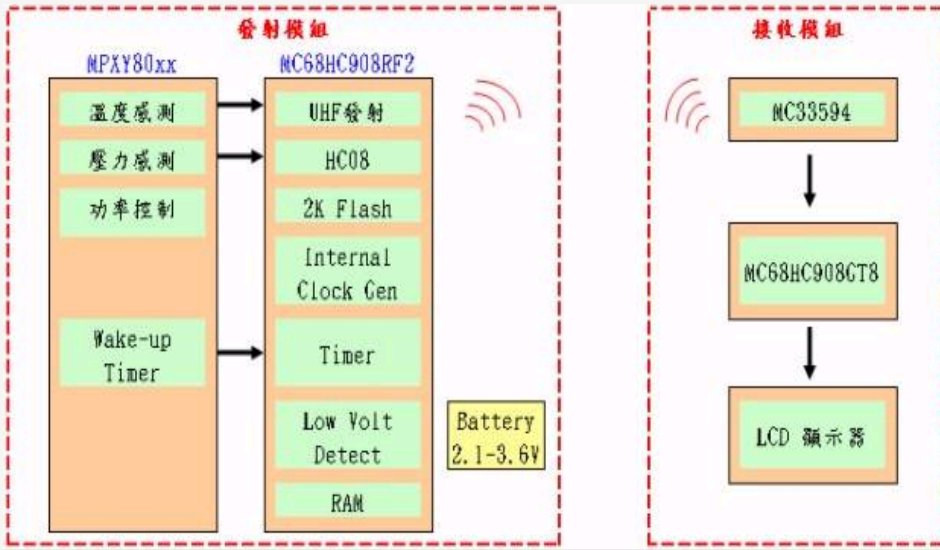 發射模組
MPXY80xx
溫度感測
壓力感測
功率控制
Wake-up
Timer
MC68HC908RF2
UHF發射
HC08
2K Flash
Internal
Clock Gen
Timer
Low Volt
Detect
RAM
Battery
2.1-3.6V
接收模組
MC33594
MC68HC908GT8
LCD 顯示器